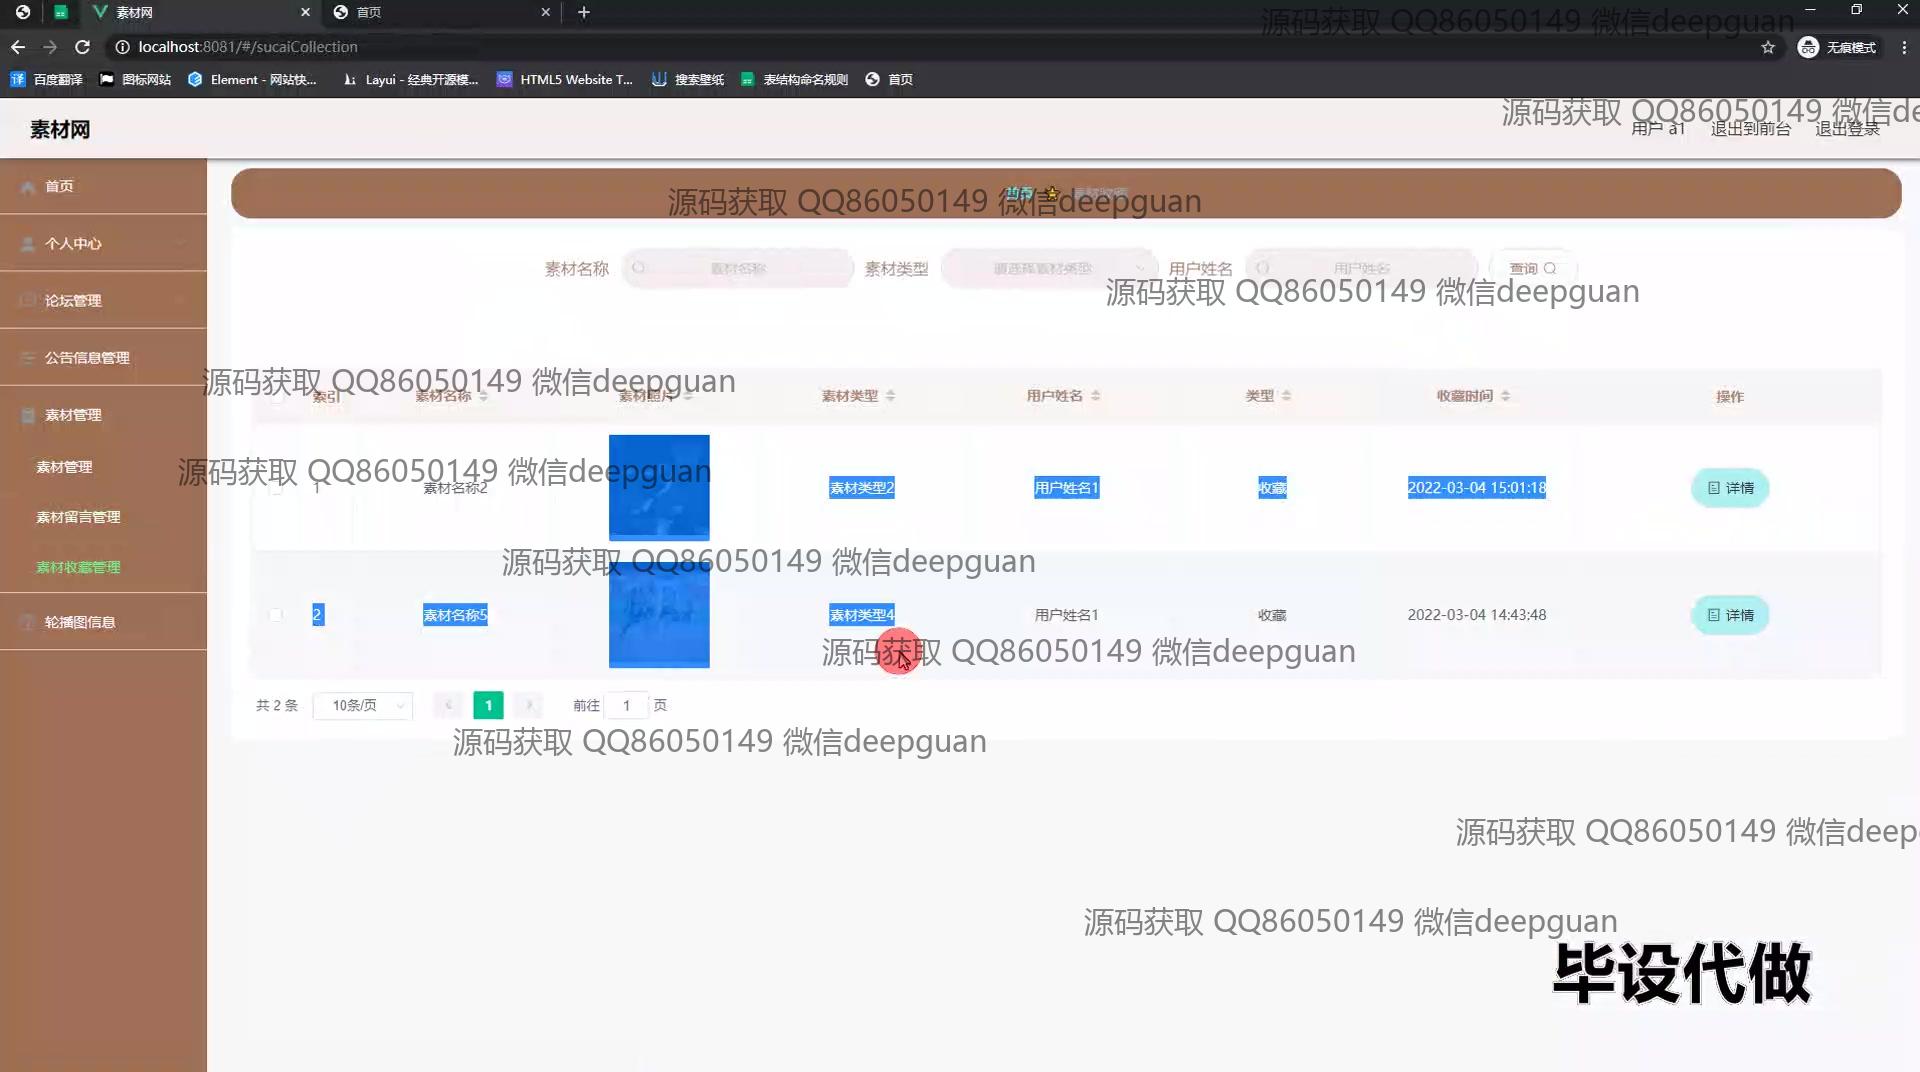 素材网
首页
源码获取 QQ86050149 微信deepguan
localhost:8081/#/sucaiCollection
无痕模式
百度翻译
图标网站
Element - 网站快...
Layui - 经典开源模...
HTML5 Website T...
搜索壁纸
表结构命名规则
首页
素材网
源码获取 QQ86050149 微信de
用户 a1 退出到前台 退出登录
首页
个人中心
论坛管理
公告信息管理
素材管理
素材管理
素材留言管理
素材收藏管理
轮播图信息
首页
源码获取 QQ86050149 微信deepguan
素材名称 素材名称 素材类型 请选择素材类型 用户姓名 用户姓名 查询
源码获取 QQ86050149 微信deepguan
源码获取 QQ86050149 微信deepguan
索引 素材名称 素材照片 素材类型 用户姓名 类型 收藏时间 操作
源码获取 QQ86050149 微信deepguan
1 素材名称2 素材类型2 用户姓名1 收藏 2022-03-04 15:01:18 详情
源码获取 QQ86050149 微信deepguan
2 素材名称5 素材类型4 用户姓名1 收藏 2022-03-04 14:43:48 详情
源码获取 QQ86050149 微信deepguan
共 2 条 10条/页 1 前往 1 页
源码获取 QQ86050149 微信deepguan
源码获取 QQ86050149 微信deep
源码获取 QQ86050149 微信deepguan
毕设代做